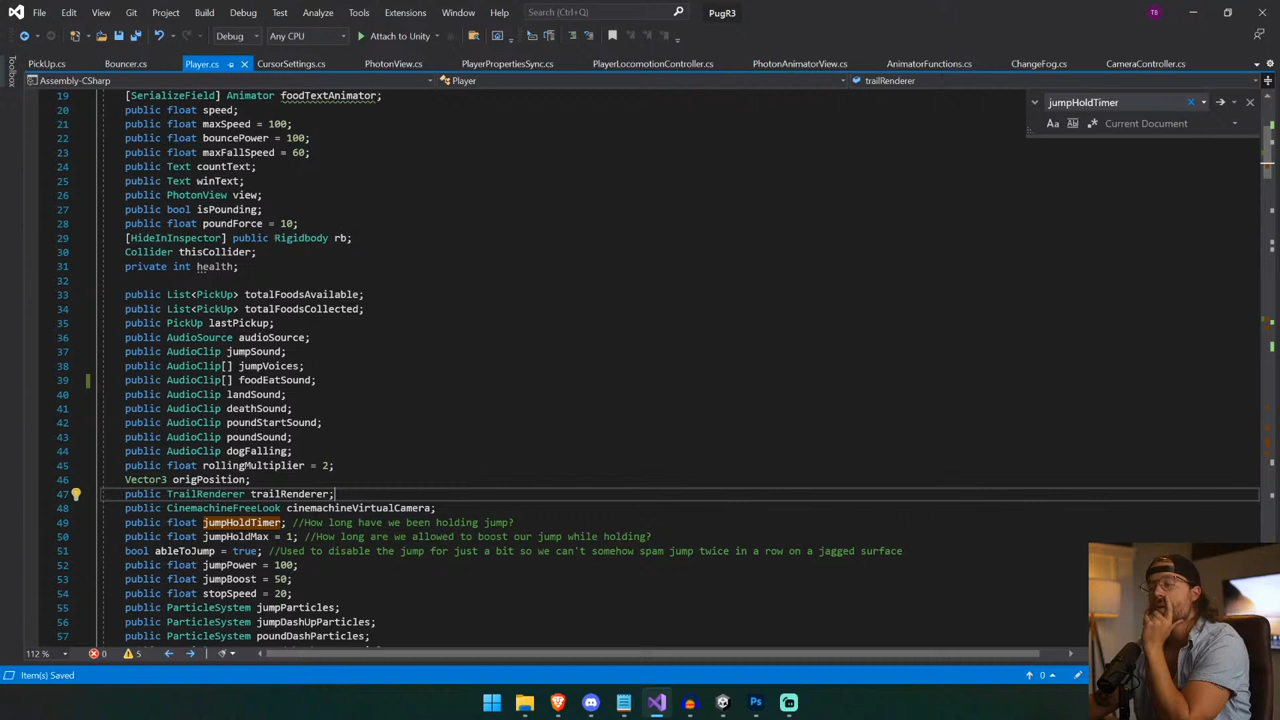 File Edit View Git Project Build Debug Test Analyze Tools Extensions Window Help Search (Ctrl+Q) PugR3 TB
Debug Any CPU Attach to Unity
Toolbox
PickUp.cs Bouncer.cs Player.cs CursorSettings.cs PhotonView.cs PlayerPropertiesSync.cs PlayerLocomotionController.cs PhotonAnimatorView.cs AnimatorFunctions.cs ChangeFog.cs CameraController.cs
Assembly-CSharp Player trailRenderer
jumpHoldTimer
Aa Current Document
19 [SerializeField] Animator foodTextAnimator;
20 public float speed;
21 public float maxSpeed = 100;
22 public float bouncePower = 100;
23 public float maxFallSpeed = 60;
24 public Text countText;
25 public Text winText;
26 public PhotonView view;
27 public bool isPounding;
28 public float poundForce = 10;
29 [HideInInspector] public Rigidbody rb;
30 Collider thisCollider;
31 private int health;
32
33 public List<PickUp> totalFoodsAvailable;
34 public List<PickUp> totalFoodsCollected;
35 public PickUp lastPickup;
36 public AudioSource audioSource;
37 public AudioClip jumpSound;
38 public AudioClip[] jumpVoices;
39 public AudioClip[] foodEatSound;
40 public AudioClip landSound;
41 public AudioClip deathSound;
42 public AudioClip poundStartSound;
43 public AudioClip poundSound;
44 public AudioClip dogFalling;
45 public float rollingMultiplier = 2;
46 Vector3 origPosition;
47 public TrailRenderer trailRenderer;
48 public CinemachineFreeLook cinemachineVirtualCamera;
49 public float jumpHoldTimer; //How long have we been holding jump?
50 public float jumpHoldMax = 1; //How long are we allowed to boost our jump while holding?
51 bool ableToJump = true; //Used to disable the jump for just a bit so we can't somehow spam jump twice in a row on a jagged surface
52 public float jumpPower = 100;
53 public float jumpBoost = 50;
54 public float stopSpeed = 20;
55 public ParticleSystem jumpParticles;
56 public ParticleSystem jumpDashUpParticles;
57 public ParticleSystem poundDashParticles;
112 % 0 5
Item(s) Saved 0
Ps